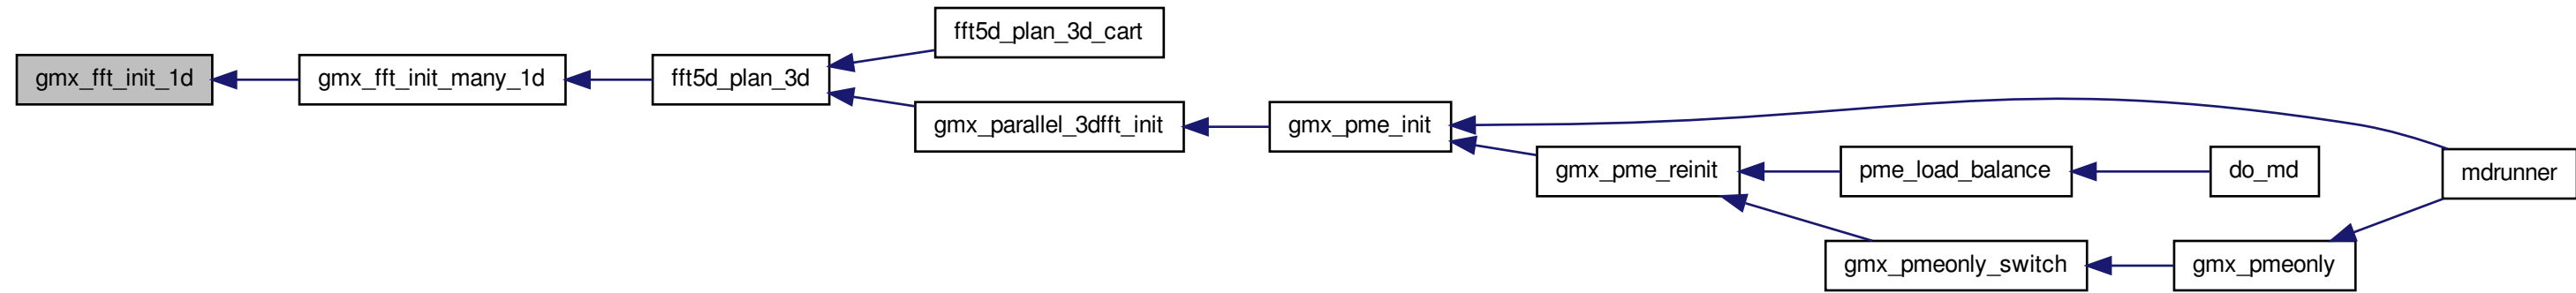 fft5d_plan_3d_cart
gmx_fft_init_1d
gmx_fft_init_many_1d
fft5d_plan_3d
gmx_parallel_3dfft_init
gmx_pme_init
gmx_pme_reinit
pme_load_balance
do_md
mdrunner
gmx_pmeonly_switch
gmx_pmeonly